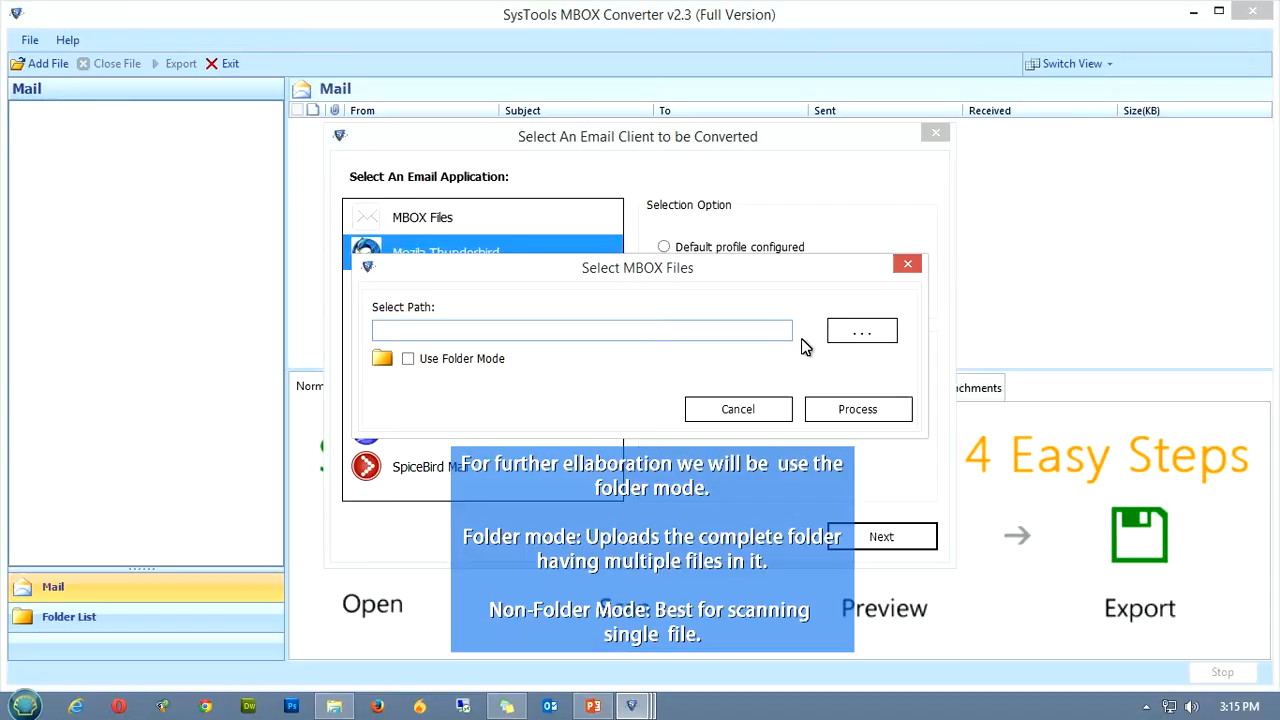 SysTools MBOX Converter v2.3 (Full Version)
File Help
Add File Close File Export Exit Switch View
Mail
Mail
From Subject To Sent Received Size(KB)
Select An Email Client to be Converted
Select An Email Application:
MBOX Files
Mozilla Thunderbird
Selection Option
Default profile configured
Select MBOX Files
Select Path:
...
Use Folder Mode
Cancel Process
Norm
chments
SpiceBird Ma
For further ellaboration we will be use the
folder mode.
Folder mode: Uploads the complete folder
having multiple files in it.
Non-Folder Mode: Best for scanning
single file.
Next
4 Easy Steps
Open
Preview
Export
Mail
Folder List
Stop
3:15 PM